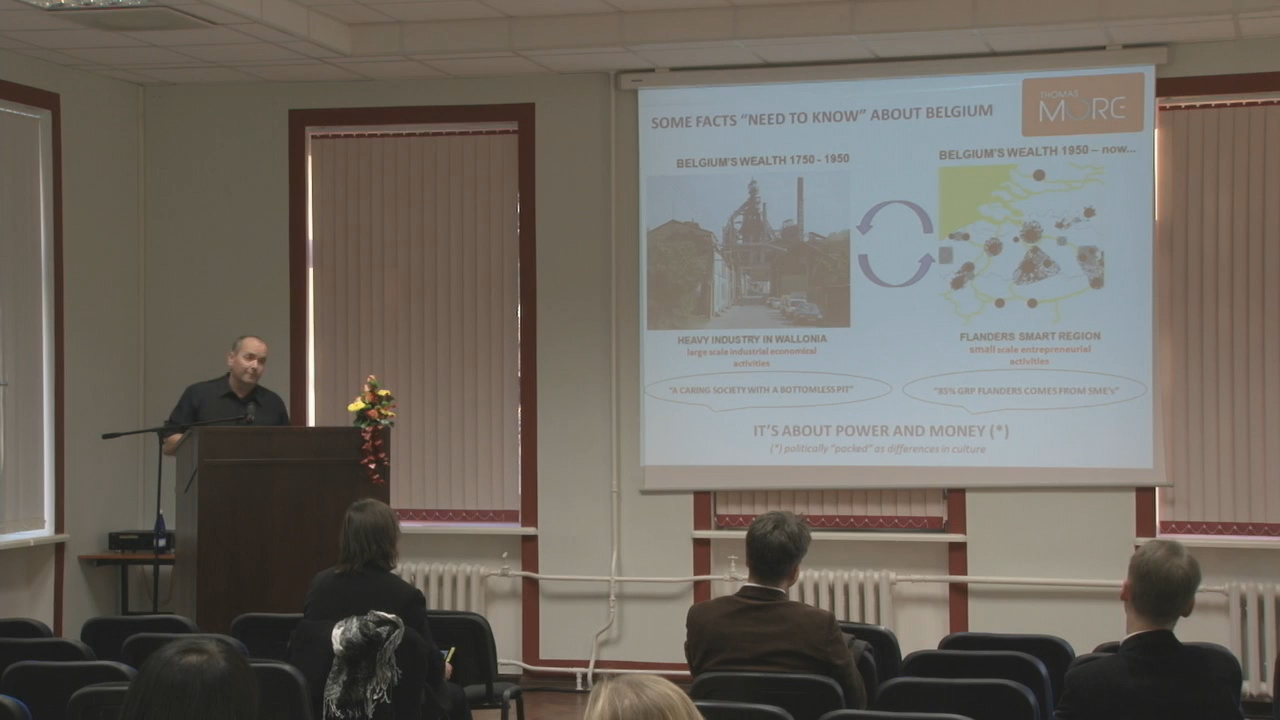 SOME FACTS “NEED TO KNOW” ABOUT BELGIUM
THOMAS
MORE
BELGIUM'S WEALTH 1750 - 1950
BELGIUM'S WEALTH 1950 – now...
HEAVY INDUSTRY IN WALLONIA
large scale industrial economical
activities
FLANDERS SMART REGION
small scale entrepreneurial
activities
“A CARING SOCIETY WITH A BOTTOMLESS PIT”
“85% GRP FLANDERS COMES FROM SME's”
IT'S ABOUT POWER AND MONEY (*)
(*) politically “packed” as differences in culture